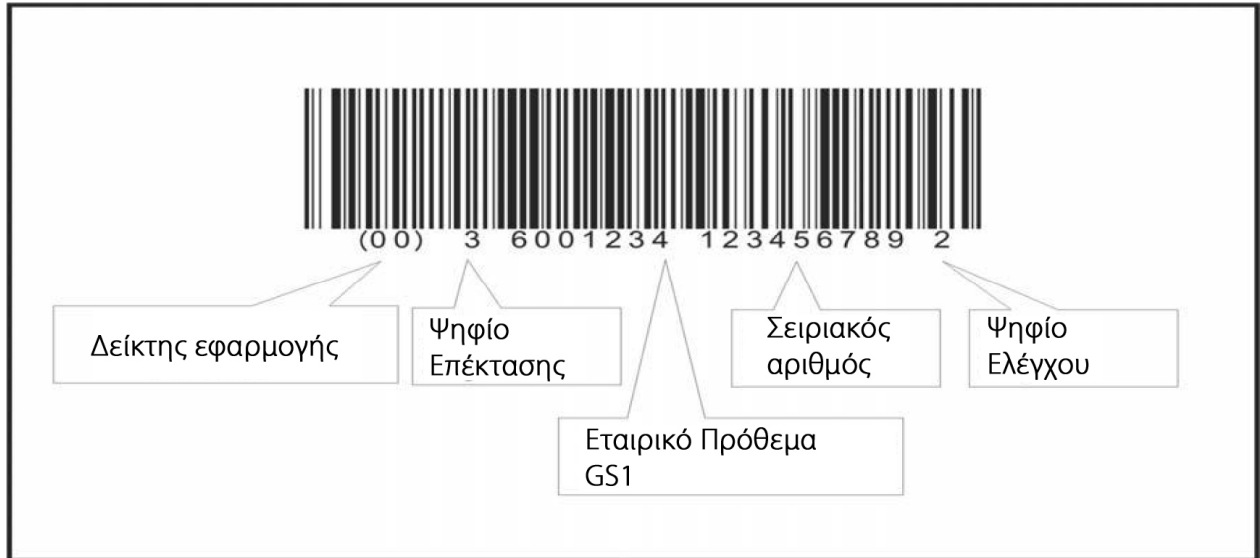 (00) 3 6001234 123456789 2
Δείκτης εφαρμογής
Ψηφίο
Επέκτασης
Σειριακός
αριθμός
Ψηφίο
Ελέγχου
Εταιρικό Πρόθεμα
GS1